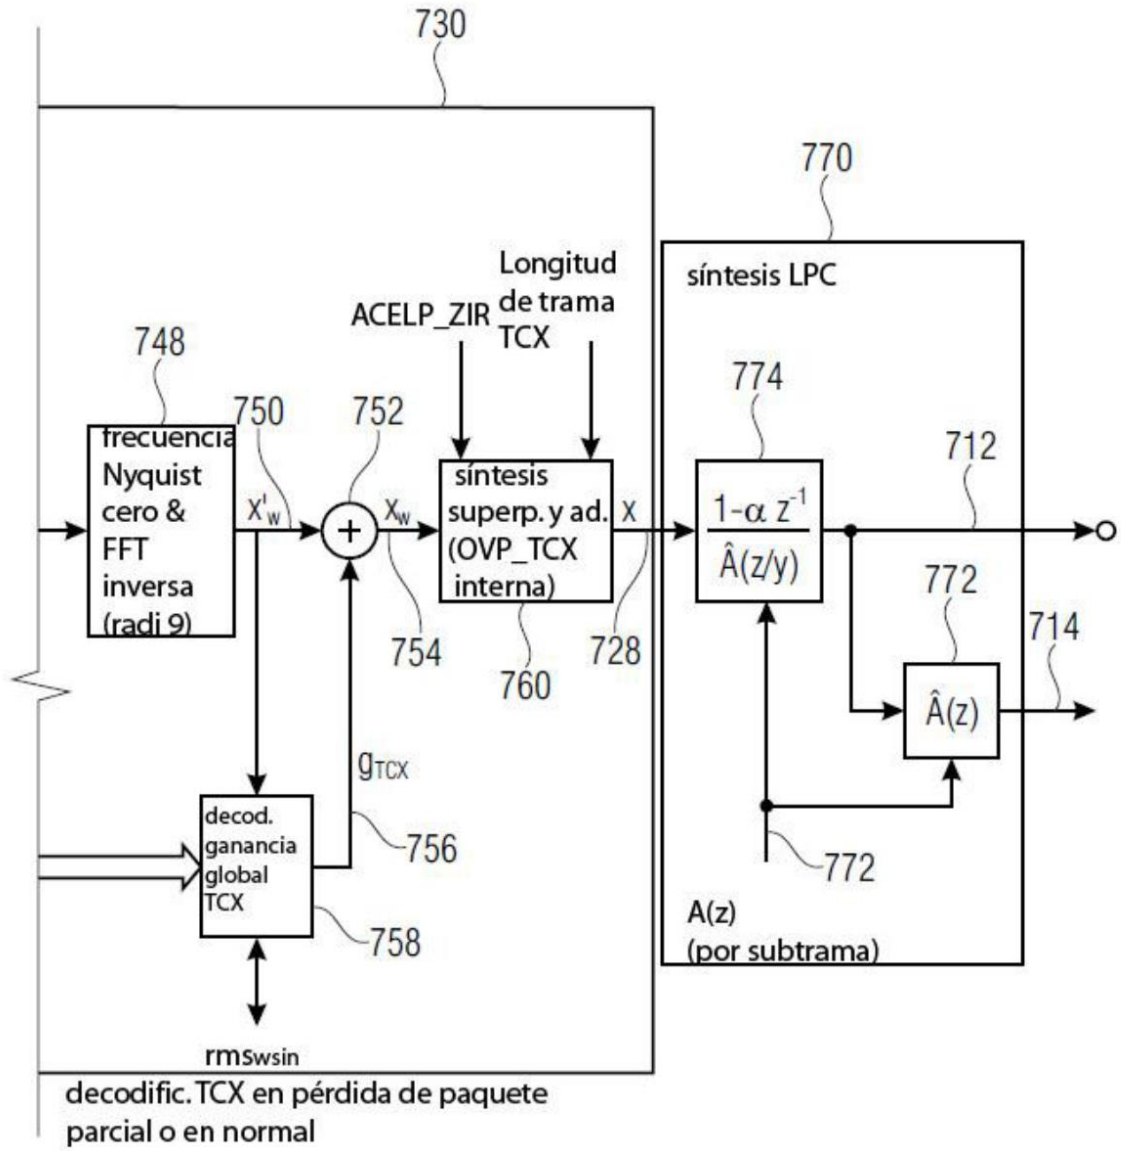 730
770
síntesis LPC
Longitud
de trama
TCX
ACELP_ZIR
748
750
752
774
712
frecuencia
Nyquist
cero &
FFT
inversa
(radi 9)
X'w
+
Xw
síntesis
superp. y ad.
(OVP_TCX
interna)
X
1-α z⁻¹
Â(z/y)
772
714
754
760
728
Â(z)
gTCX
decod.
ganancia
global
TCX
756
758
772
A(z)
(por subtrama)
rmswsin
decodific. TCX en pérdida de paquete
parcial o en normal